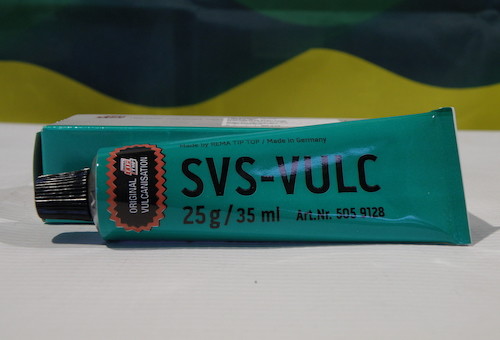 Made by REMA TIP TOP / Made in Germany
SVS-VULC
25 g / 35 ml Art.Nr. 505 9128
ORIGINAL
VULCANISATION